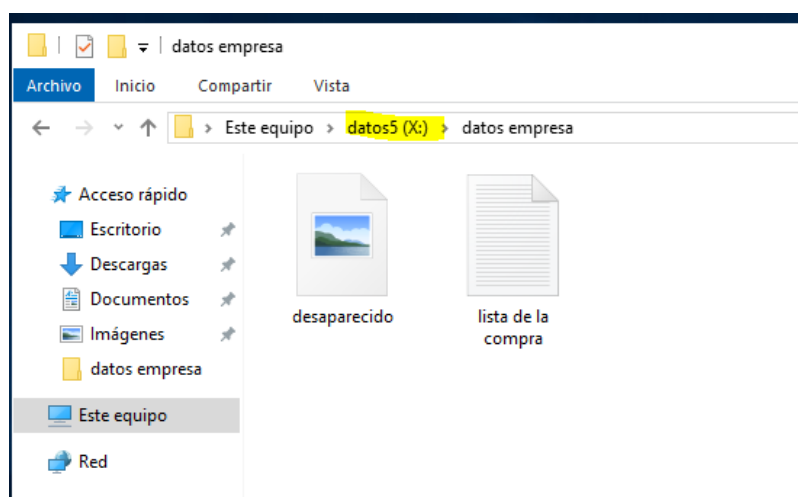 datos empresa
Archivo Inicio Compartir Vista
Este equipo > datos5 (X:) > datos empresa
Acceso rápido
Escritorio
Descargas
Documentos
Imágenes
datos empresa
Este equipo
Red
desaparecido
lista de la
compra